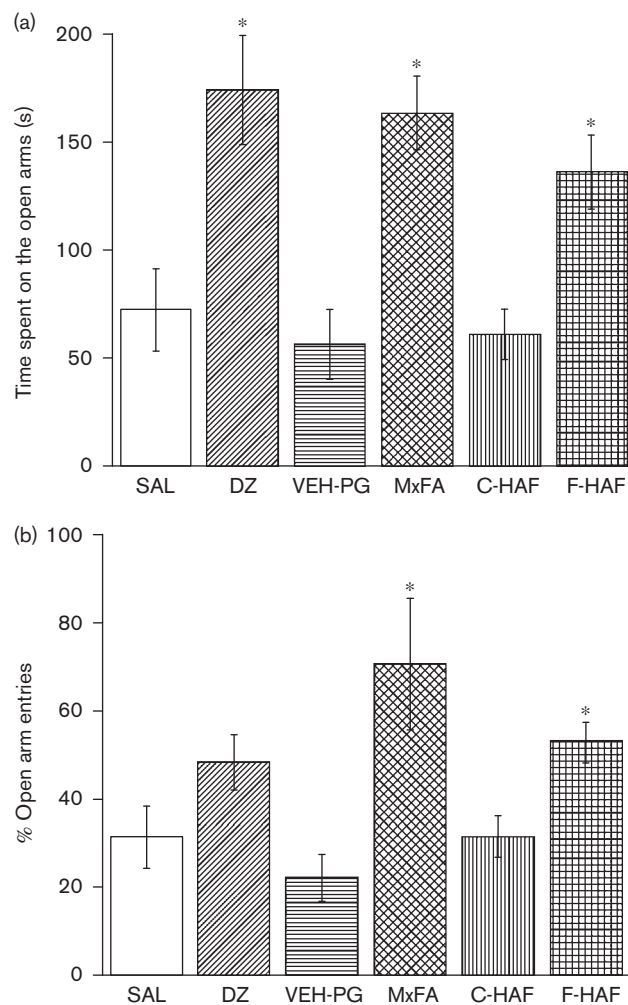 (a)
Time spent on the open arms (s)
200
150
100
50
0
*
*
*
SAL DZ VEH-PG MxFA C-HAF F-HAF
(b)
% Open arm entries
100
80
60
40
20
0
*
*
SAL DZ VEH-PG MxFA C-HAF F-HAF